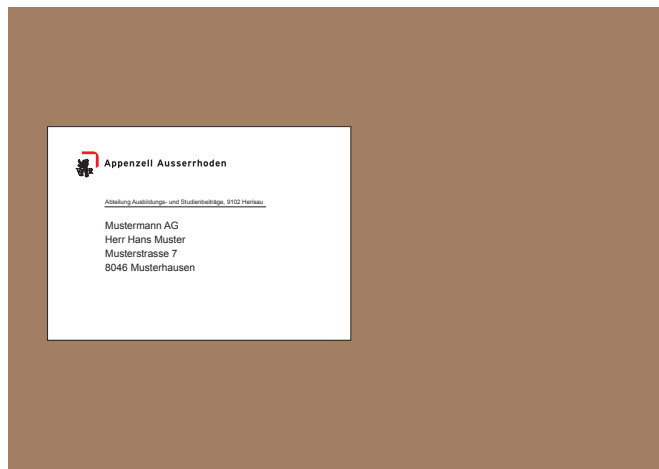 Appenzell Ausserrhoden
Abteilung Ausbildungs- und Studienbeiträge, 9102 Herisau
Mustermann AG
Herr Hans Muster
Musterstrasse 7
8046 Musterhausen